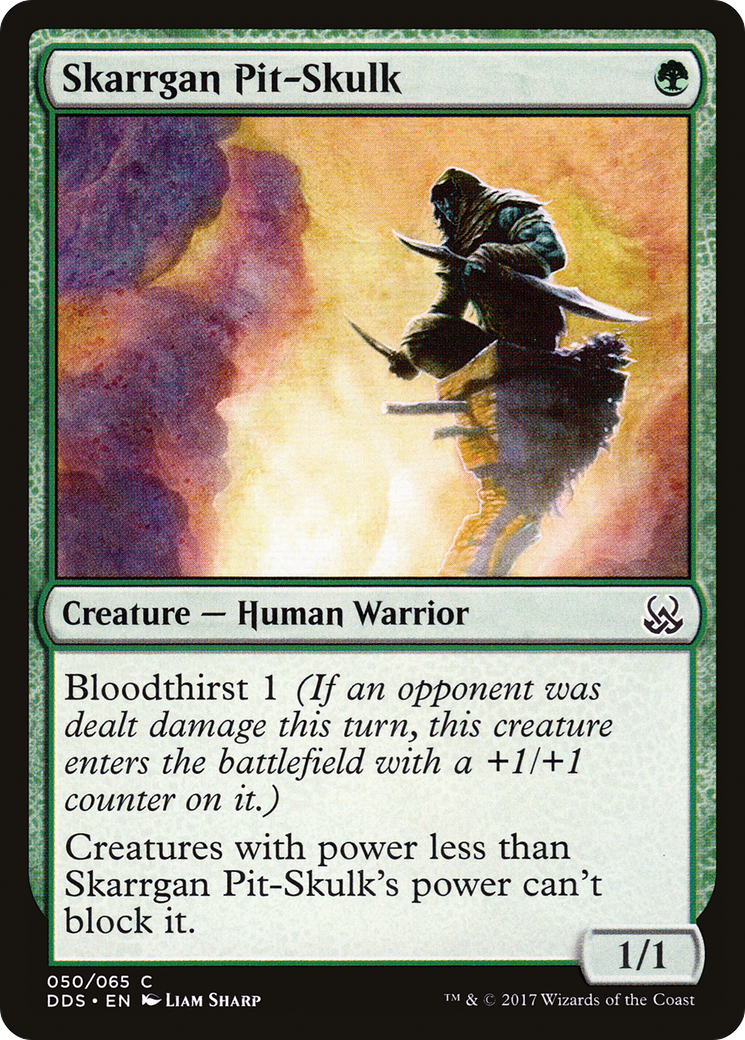 Skarrgan Pit-Skulk
Creature — Human Warrior
Bloodthirst 1 (If an opponent was
dealt damage this turn, this creature
enters the battlefield with a +1/+1
counter on it.)
Creatures with power less than
Skarrgan Pit-Skulk's power can't
block it.
1/1
050/065 C
DDS • EN Liam Sharp
™ & © 2017 Wizards of the Coast